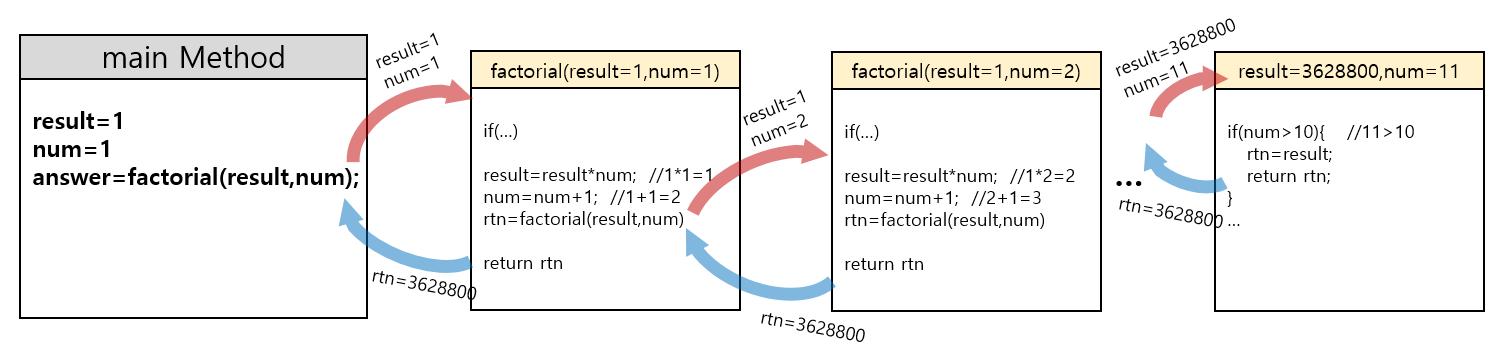 main Method
result=1
num=1
answer=factorial(result,num);
result=1
num=1
rtn=3628800
factorial(result=1,num=1)
if(...)
result=result*num;  //1*1=1
num=num+1;  //1+1=2
rtn=factorial(result,num)
return rtn
result=1
num=2
rtn=3628800
factorial(result=1,num=2)
if(...)
result=result*num;  //1*2=2
num=num+1;  //2+1=3
rtn=factorial(result,num)
return rtn
...
result=3628800
num=11
rtn=3628800
result=3628800,num=11
if(num>10){    //11>10
rtn=result;
return rtn;
}
...